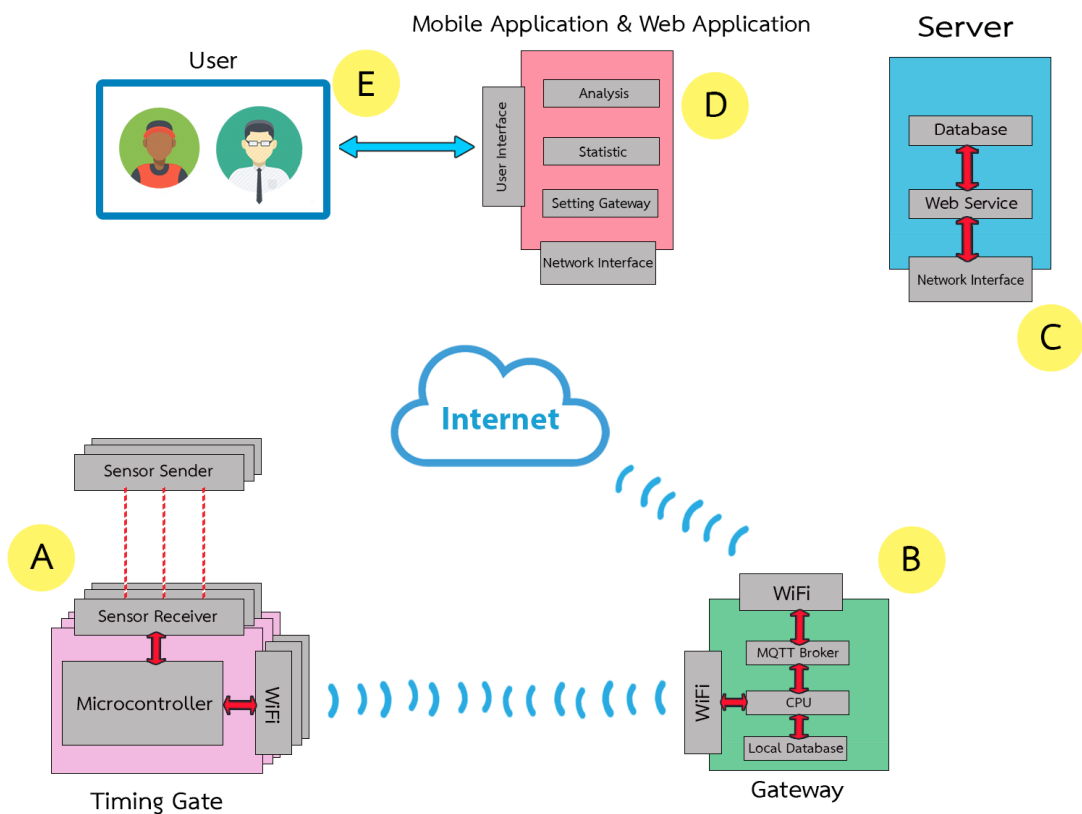 Mobile Application & Web Application
Server
User
E
D
User Interface
Analysis
Statistic
Setting Gateway
Network Interface
Database
Web Service
Network Interface
C
Internet
Sensor Sender
A
B
Sensor Receiver
Microcontroller
WiFi
WiFi
MQTT Broker
WiFi
CPU
Local Database
Timing Gate
Gateway